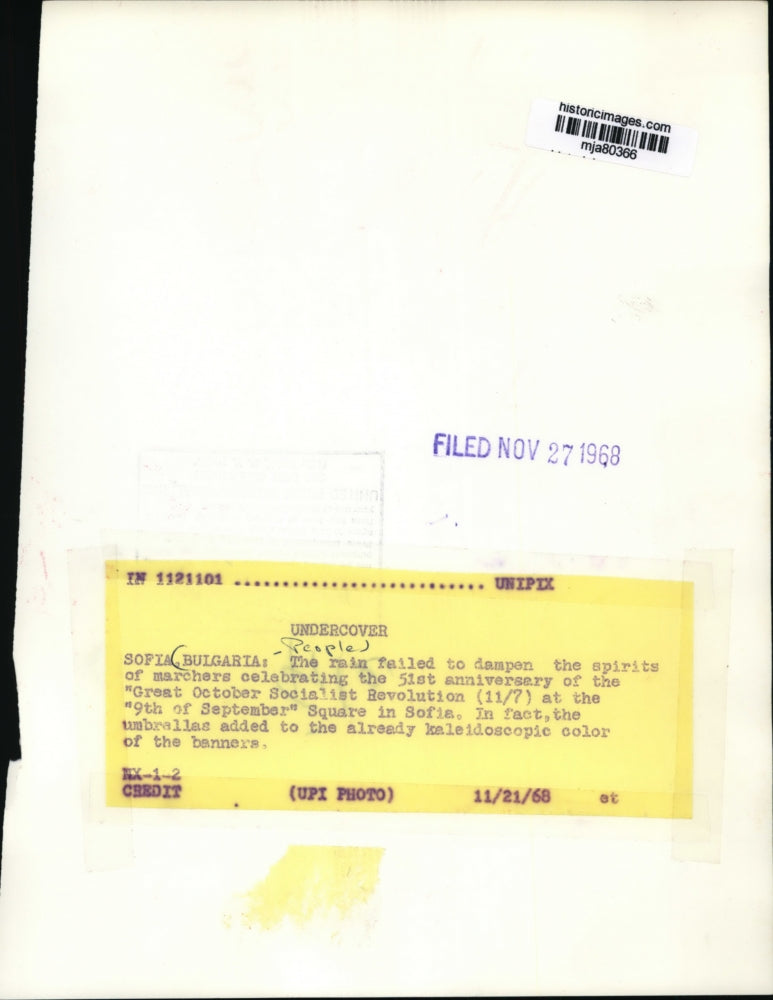 historicimages.com
mja80366
FILED NOV 27 1968
IN 1121101 .......................... UNIPIX
UNDERCOVER
- People)
SOFIA,(BULGARIA: The rain failed to dampen the spirits
of marchers celebrating the 51st anniversary of the
"Great October Socialist Revolution (11/7) at the
"9th of September" Square in Sofia. In fact,the
umbrellas added to the already kaleidoscopic color
of the banners.
NX-1-2
CREDIT (UPI PHOTO) 11/21/68 et